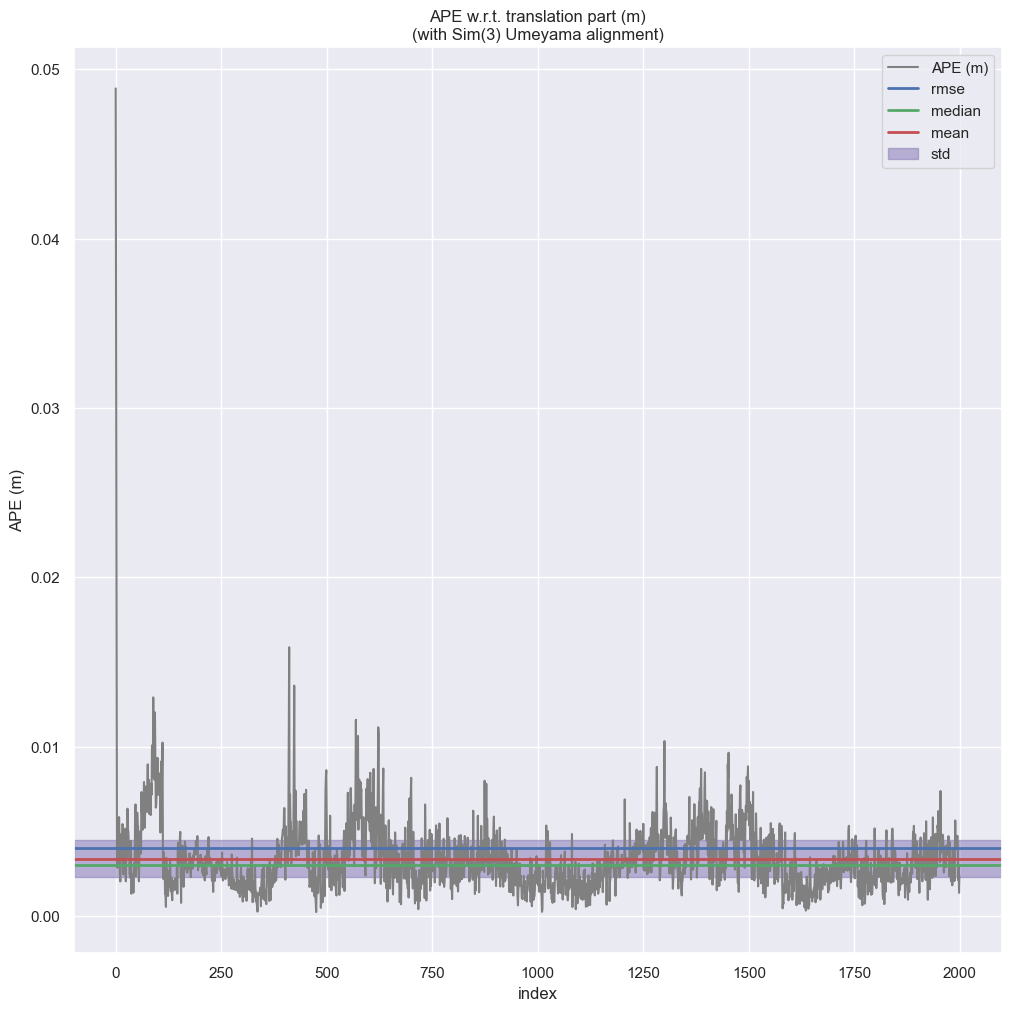 APE w.r.t. translation part (m)
(with Sim(3) Umeyama alignment)
APE (m)
rmse
median
mean
std
0.05
0.04
0.03
0.02
0.01
0.00
APE (m)
0
250
500
750
1000
1250
1500
1750
2000
index